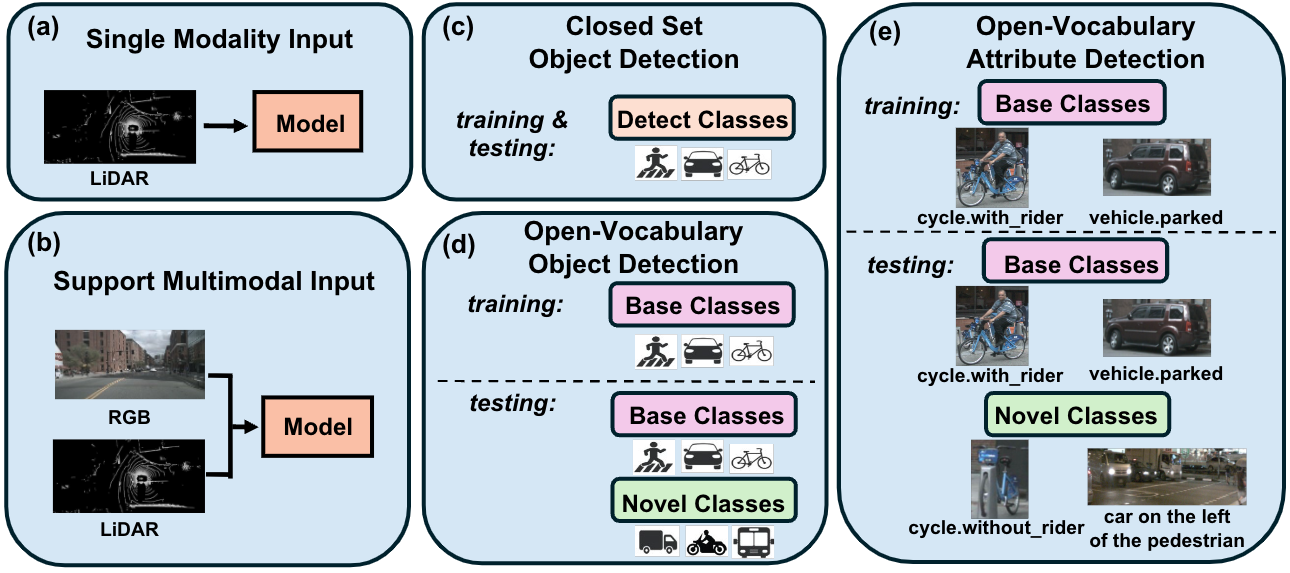 (a)
Single Modality Input
Model
LiDAR
(b)
Support Multimodal Input
RGB
Model
LiDAR
(c)
Closed Set
Object Detection
training &
testing:
Detect Classes
(d)
Open-Vocabulary
Object Detection
training:
Base Classes
testing:
Base Classes
Novel Classes
(e)
Open-Vocabulary
Attribute Detection
training:
Base Classes
cycle.with_rider
vehicle.parked
testing:
Base Classes
cycle.with_rider
vehicle.parked
Novel Classes
cycle.without_rider
car on the left
of the pedestrian